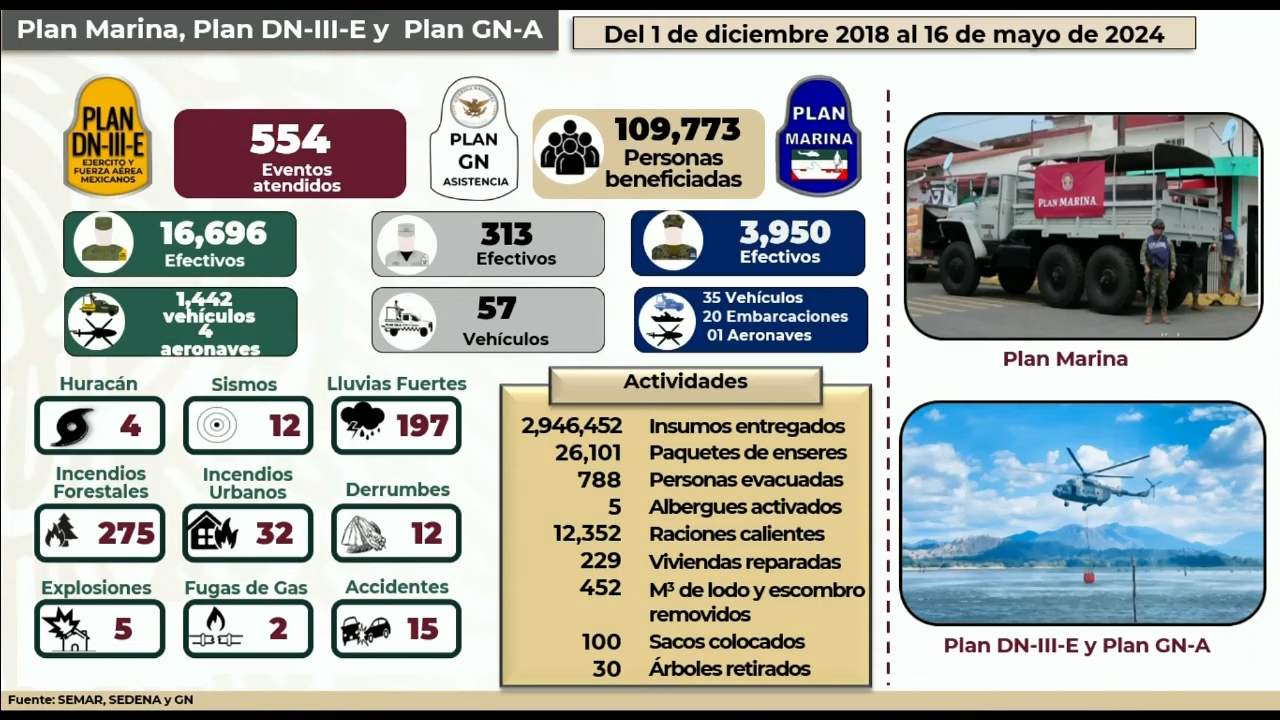 Plan Marina, Plan DN-III-E y Plan GN-A
Del 1 de diciembre 2018 al 16 de mayo de 2024
PLAN
DN-III-E
EJERCITO Y
FUERZA AÉREA
MEXICANOS
554
Eventos
atendidos
PLAN
GN
ASISTENCIA
109,773
Personas
beneficiadas
PLAN
MARINA
16,696
Efectivos
313
Efectivos
3,950
Efectivos
1,442
vehículos
4
aeronaves
57
Vehículos
35 Vehículos
20 Embarcaciones
01 Aeronaves
Huracán
4
Sismos
12
Lluvias Fuertes
197
Incendios
Forestales
275
Incendios
Urbanos
32
Derrumbes
12
Explosiones
5
Fugas de Gas
2
Accidentes
15
Actividades
2,946,452 Insumos entregados
26,101 Paquetes de enseres
788 Personas evacuadas
5 Albergues activados
12,352 Raciones calientes
229 Viviendas reparadas
452 M³ de lodo y escombro
removidos
100 Sacos colocados
30 Árboles retirados
PLAN MARINA
Plan Marina
Plan DN-III-E y Plan GN-A
Fuente: SEMAR, SEDENA y GN